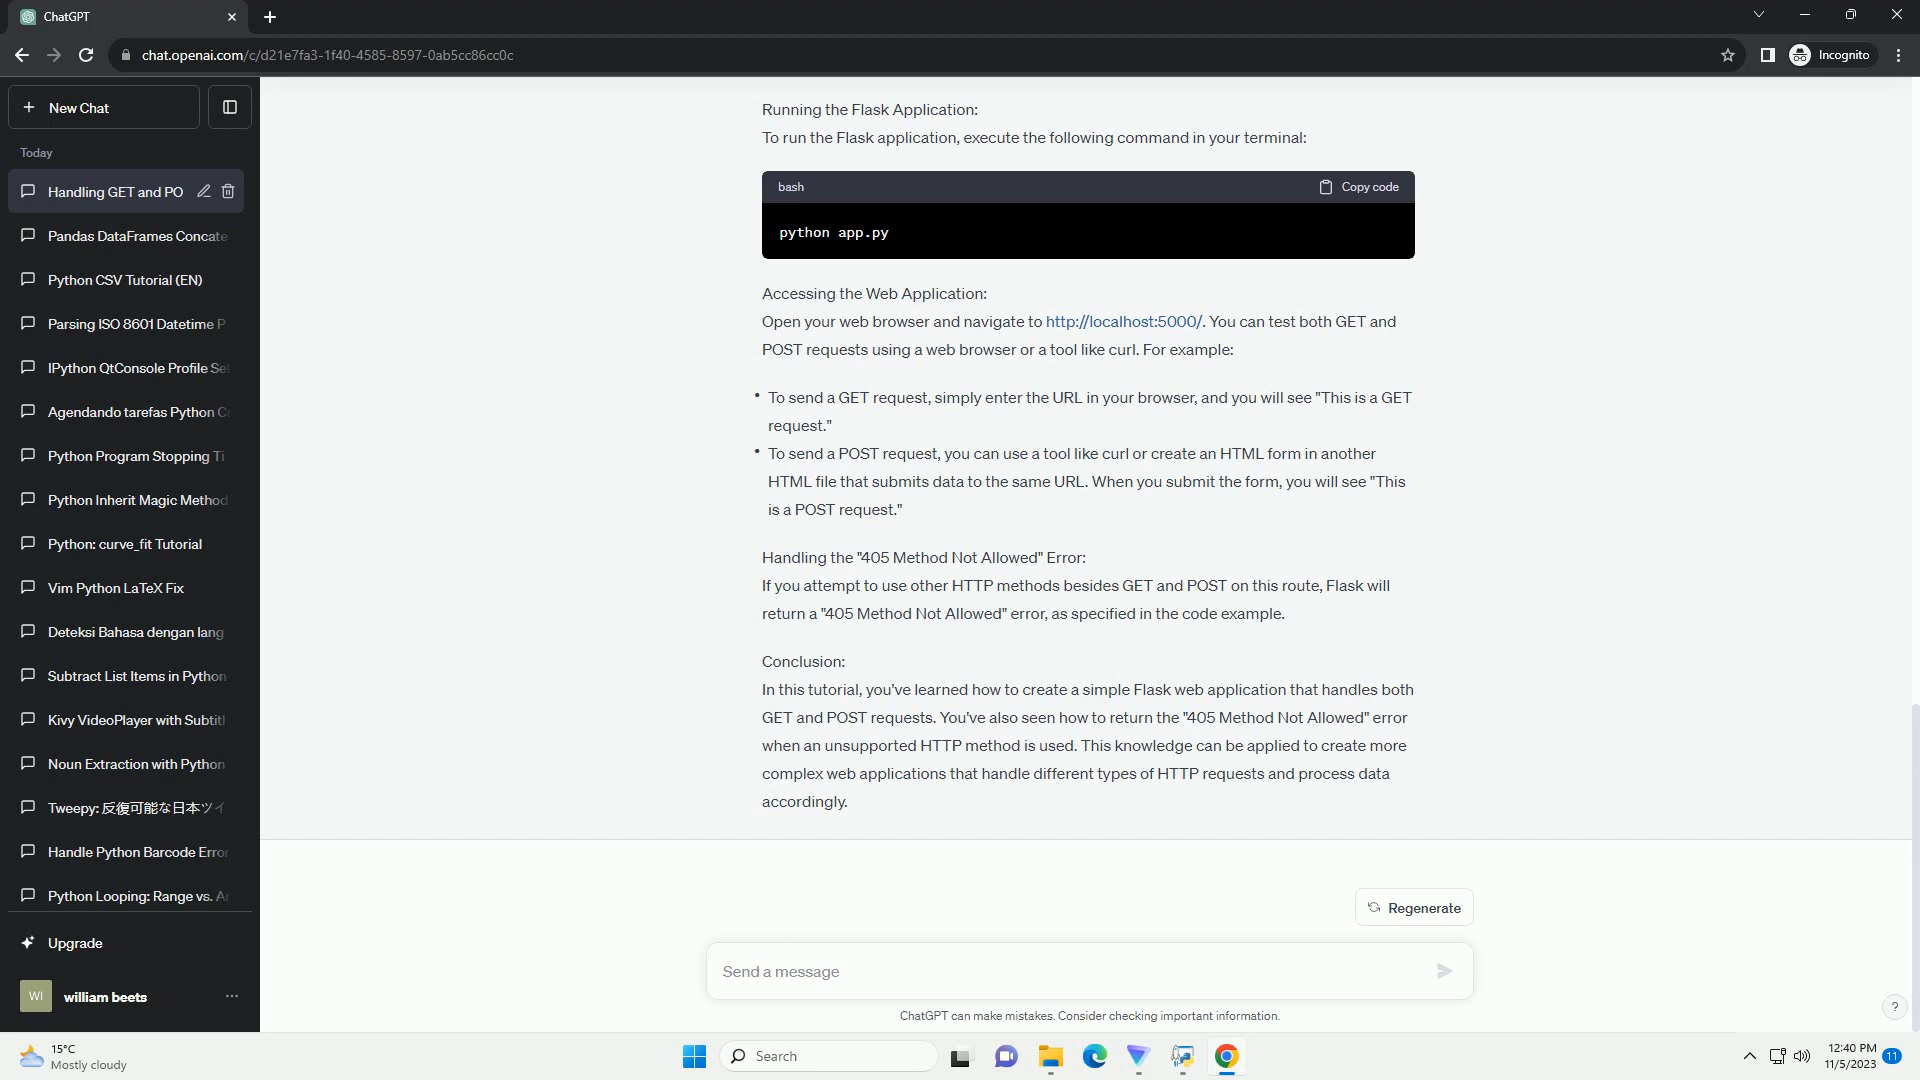 ChatGPT
chat.openai.com/c/d21e7fa3-1f40-4585-8597-0ab5cc86cc0c
Incognito
New Chat
Today
Handling GET and PO
Pandas DataFrames Concate
Python CSV Tutorial (EN)
Parsing ISO 8601 Datetime P
IPython QtConsole Profile Set
Agendando tarefas Python C
Python Program Stopping Ti
Python Inherit Magic Method
Python: curve_fit Tutorial
Vim Python LaTeX Fix
Deteksi Bahasa dengan lang
Subtract List Items in Python
Kivy VideoPlayer with Subtitl
Noun Extraction with Python
Tweepy: 反復可能な日本ツイ
Handle Python Barcode Error
Python Looping: Range vs. Ar
Upgrade
WI
william beets
Running the Flask Application:
To run the Flask application, execute the following command in your terminal:
bash
Copy code
python app.py
Accessing the Web Application:
Open your web browser and navigate to http://localhost:5000/. You can test both GET and
POST requests using a web browser or a tool like curl. For example:
• To send a GET request, simply enter the URL in your browser, and you will see "This is a GET
request."
• To send a POST request, you can use a tool like curl or create an HTML form in another
HTML file that submits data to the same URL. When you submit the form, you will see "This
is a POST request."
Handling the "405 Method Not Allowed" Error:
If you attempt to use other HTTP methods besides GET and POST on this route, Flask will
return a "405 Method Not Allowed" error, as specified in the code example.
Conclusion:
In this tutorial, you've learned how to create a simple Flask web application that handles both
GET and POST requests. You've also seen how to return the "405 Method Not Allowed" error
when an unsupported HTTP method is used. This knowledge can be applied to create more
complex web applications that handle different types of HTTP requests and process data
accordingly.
Regenerate
Send a message
ChatGPT can make mistakes. Consider checking important information.
?
15°C
Mostly cloudy
Search
12:40 PM
11/5/2023
11